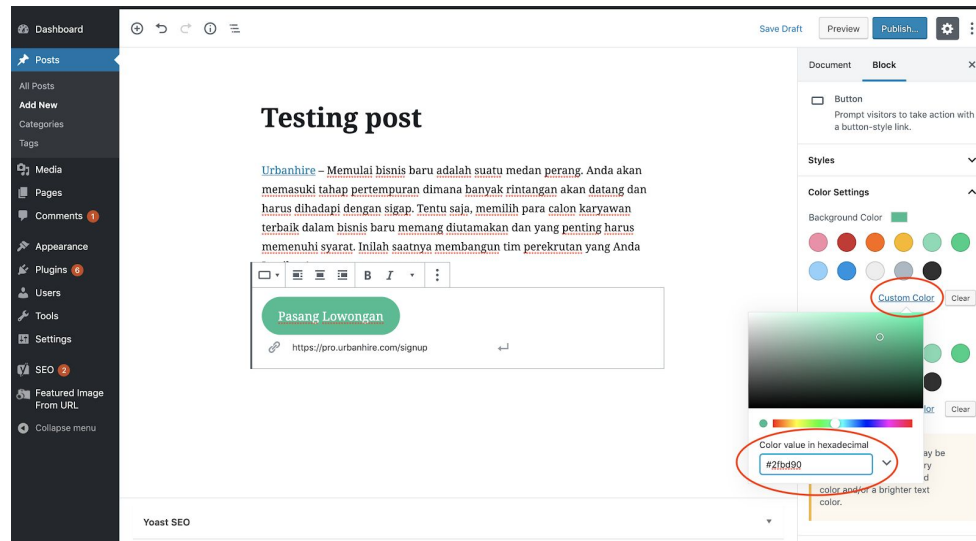 Dashboard
Posts
All Posts
Add New
Categories
Tags
Media
Pages
Comments 1
Appearance
Plugins 6
Users
Tools
Settings
SEO 2
Featured Image
From URL
Collapse menu
Save Draft
Preview
Publish...
Testing post
Urbanhire – Memulai bisnis baru adalah suatu medan perang. Anda akan
memasuki tahap pertempuran dimana banyak rintangan akan datang dan
harus dihadapi dengan sigap. Tentu saja, memilih para calon karyawan
terbaik dalam bisnis baru memang diutamakan dan yang penting harus
memenuhi syarat. Inilah saatnya membangun tim perekrutan yang Anda
B I
Pasang Lowongan
https://pro.urbanhire.com/signup
Yoast SEO
Document Block
Button
Prompt visitors to take action with
a button-style link.
Styles
Color Settings
Background Color
Custom Color
Clear
Color value in hexadecimal
#2fbd90
Clear
color and/or a brighter text
color.